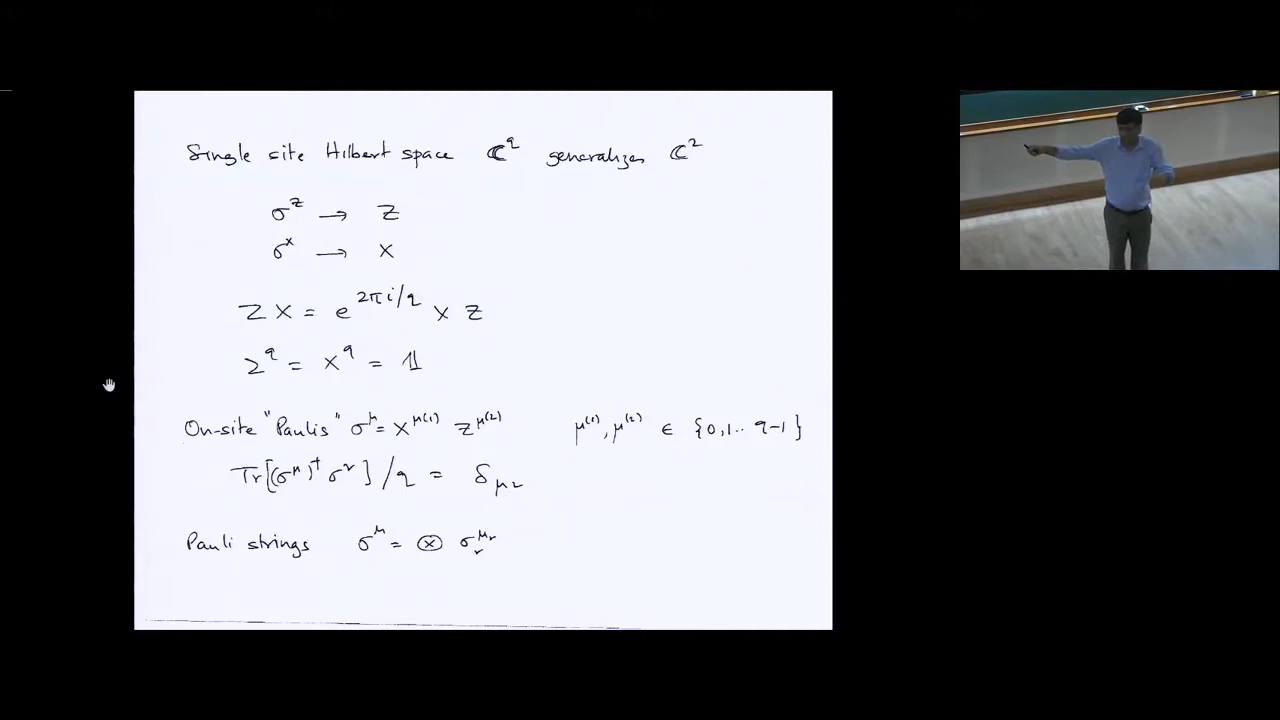 Single site Hilbert space ℂ^q generalizes ℂ^2
σ^z → Z
σ^x → X
Z X = e^{2πi/q} X Z
Z^q = X^q = 𝟙
On-site "Paulis" σ^μ = X^{μ(1)} Z^{μ(2)} μ^{(1)}, μ^{(2)} ∈ {0,1.. q-1}
Tr[(σ^μ)^† σ^ν] / q = δ_{μν}
Pauli strings σ^μ = ⊗ σ_r^{μ_r}